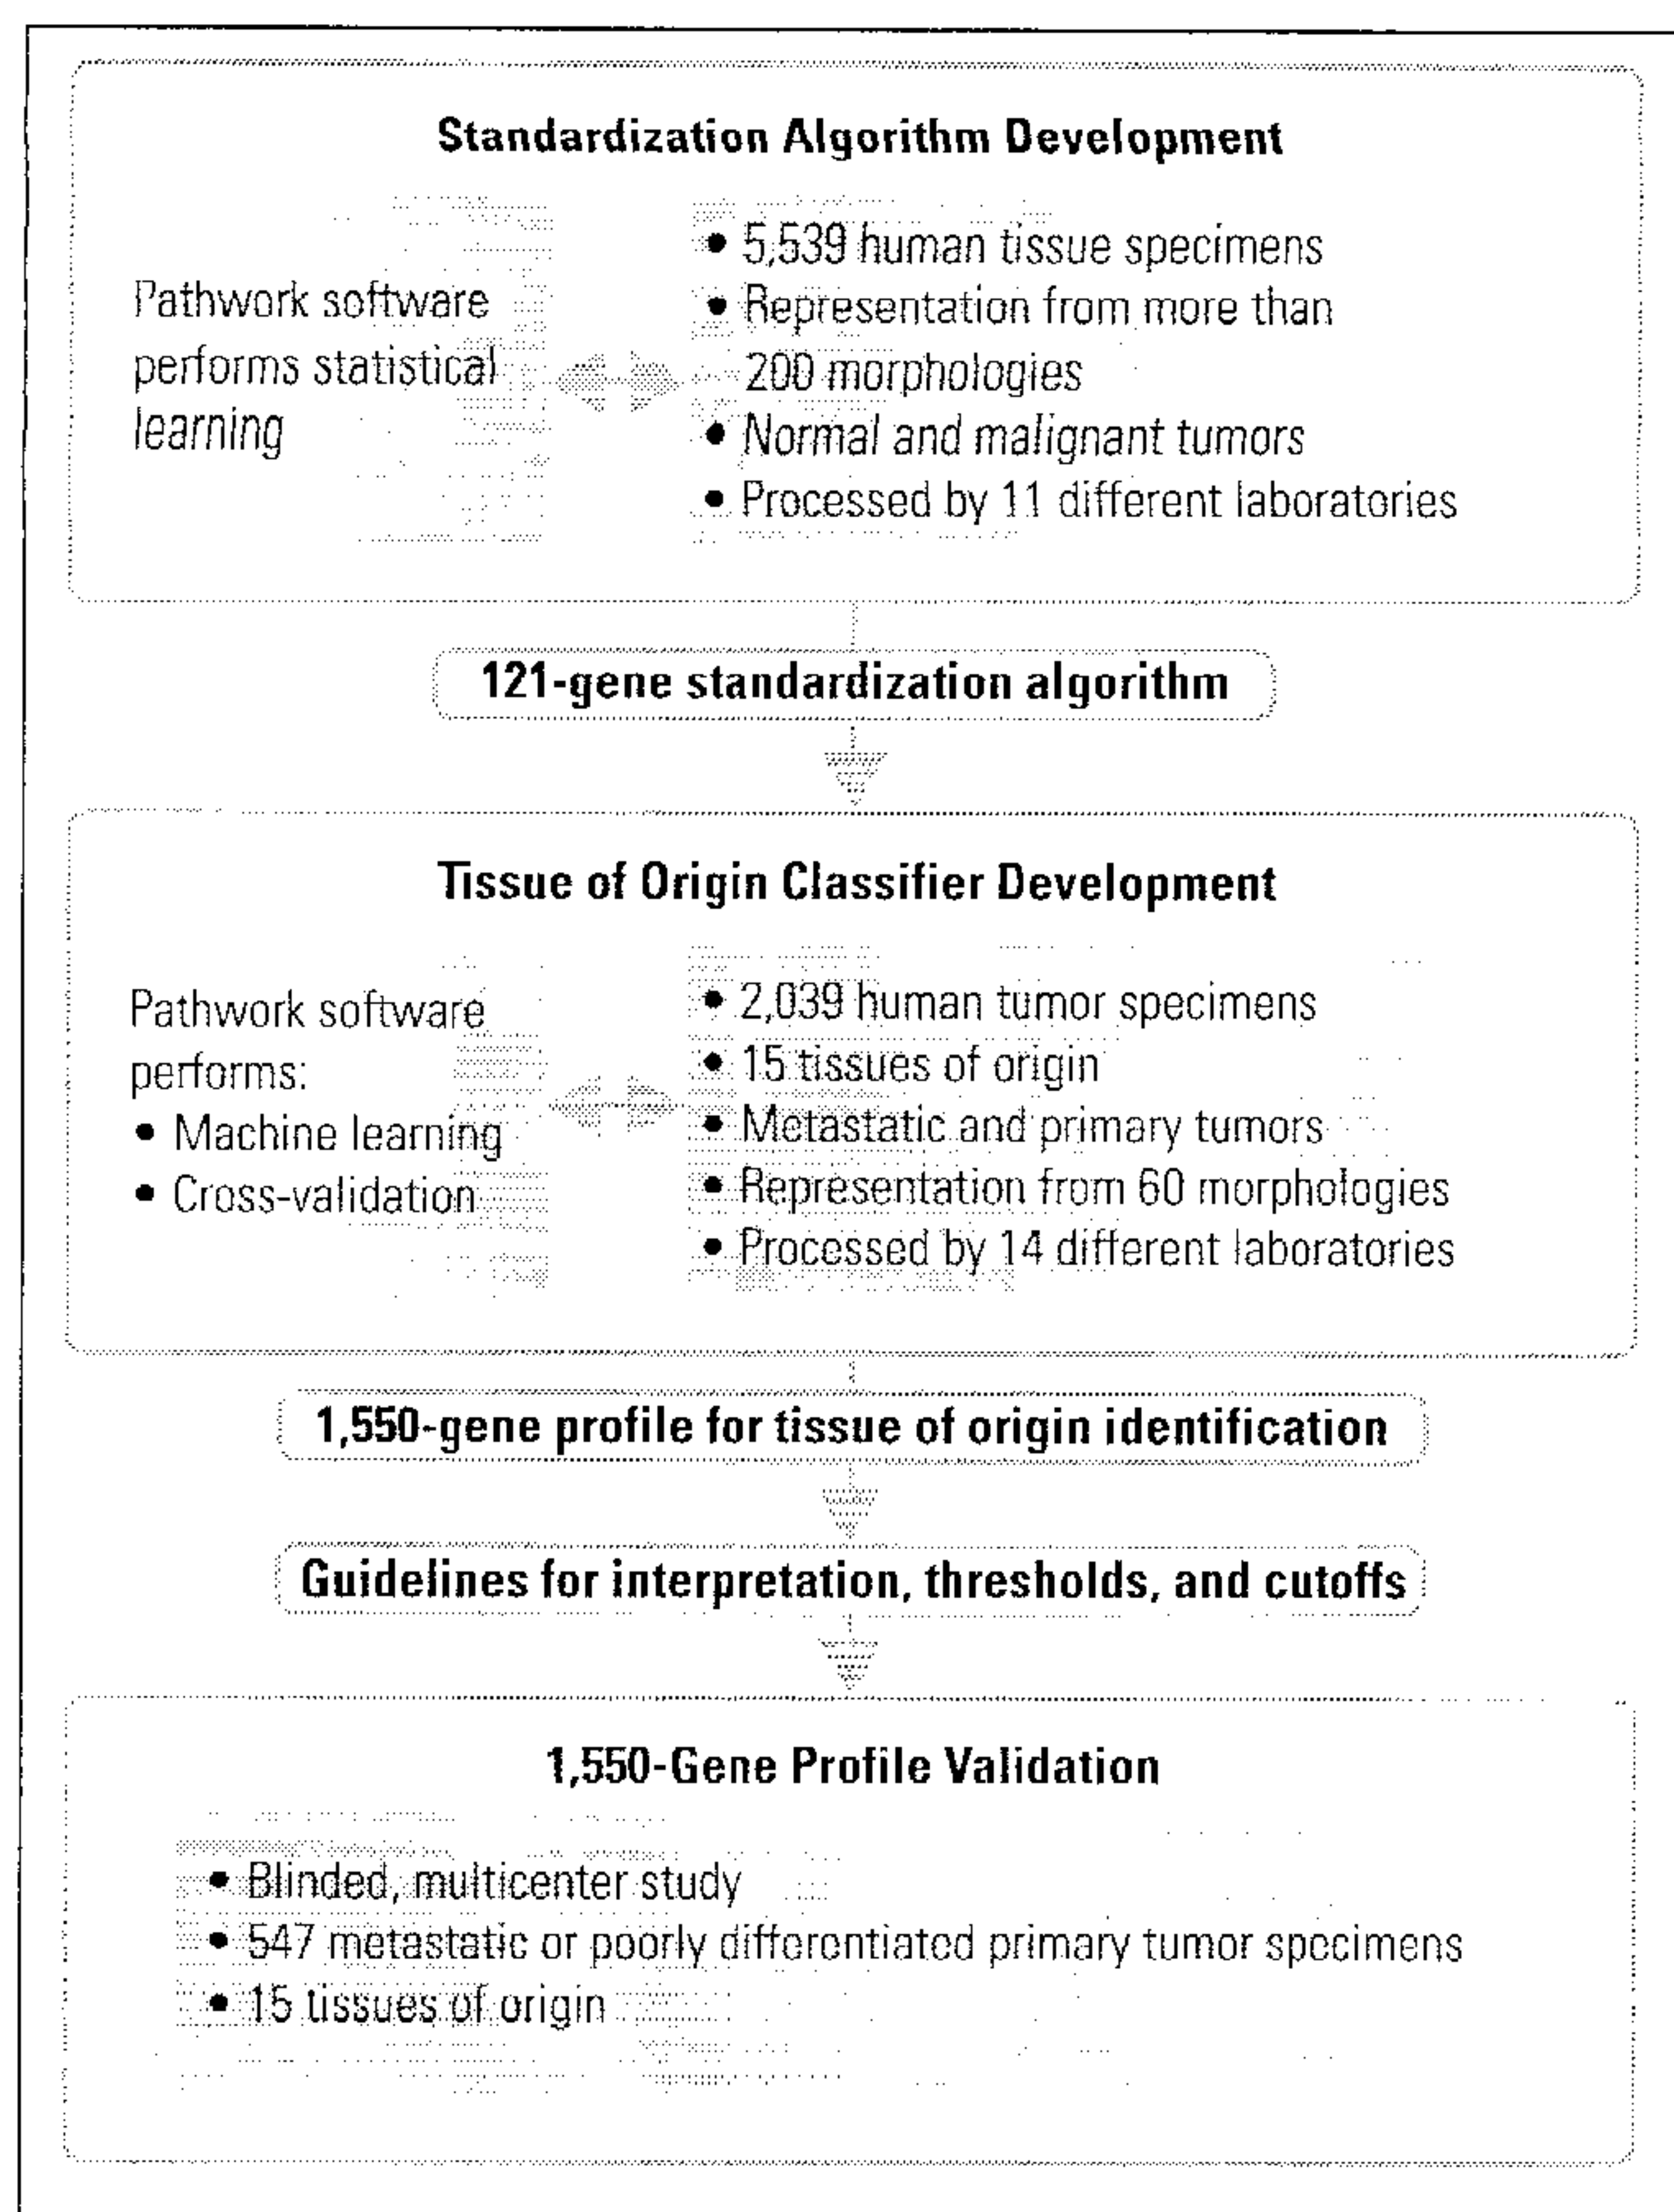 Standardization Algorithm Development
Pathwork software
performs statistical
learning
• 5,539 human tissue specimens
• Representation from more than
200 morphologies
• Normal and malignant tumors
• Processed by 11 different laboratories
121-gene standardization algorithm
Tissue of Origin Classifier Development
Pathwork software
performs:
• Machine learning
• Cross-validation
• 2,039 human tumor specimens
• 15 tissues of origin
• Metastatic and primary tumors
• Representation from 60 morphologies
• Processed by 14 different laboratories
1,550-gene profile for tissue of origin identification
Guidelines for interpretation, thresholds, and cutoffs
1,550-Gene Profile Validation
• Blinded, multicenter study
• 547 metastatic or poorly differentiated primary tumor specimens
• 15 tissues of origin